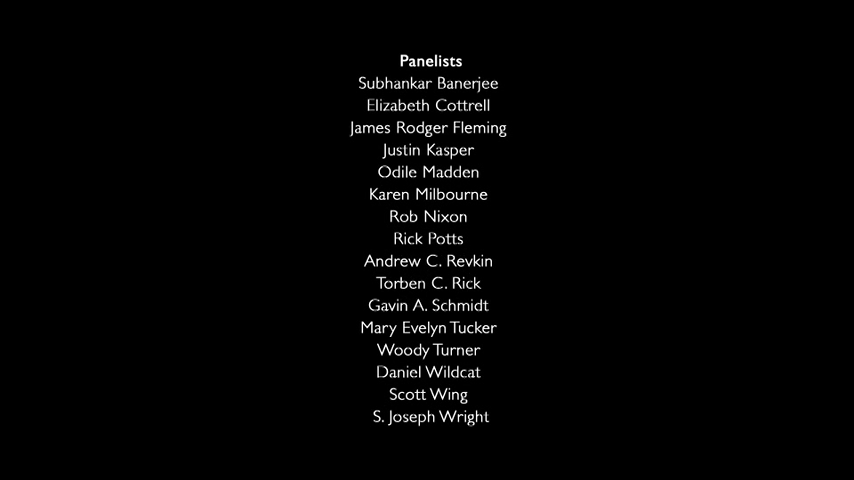 Panelists
Subhankar Banerjee
Elizabeth Cottrell
James Rodger Fleming
Justin Kasper
Odile Madden
Karen Milbourne
Rob Nixon
Rick Potts
Andrew C. Revkin
Torben C. Rick
Gavin A. Schmidt
Mary Evelyn Tucker
Woody Turner
Daniel Wildcat
Scott Wing
S. Joseph Wright